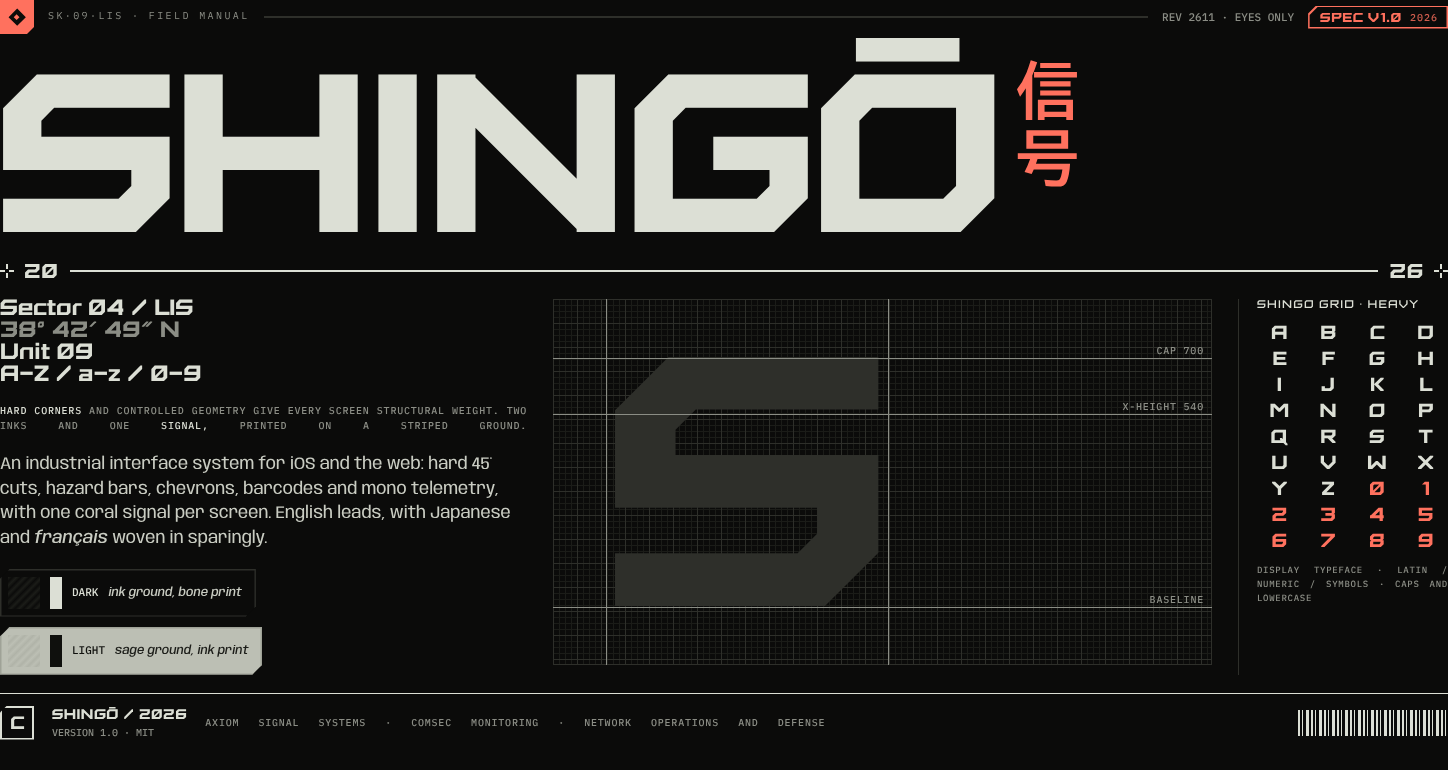 SK·09·LIS · FIELD MANUAL
REV 2611 · EYES ONLY
SPEC V1.0 2026
SHINGŌ
信号
20
26
Sector 04 / LIS
38° 42′ 49″ N
Unit 09
A–Z / a–z / 0–9
HARD CORNERS AND CONTROLLED GEOMETRY GIVE EVERY SCREEN STRUCTURAL WEIGHT. TWO
INKS AND ONE SIGNAL, PRINTED ON A STRIPED GROUND.
An industrial interface system for iOS and the web: hard 45°
cuts, hazard bars, chevrons, barcodes and mono telemetry,
with one coral signal per screen. English leads, with Japanese
and français woven in sparingly.
DARK ink ground, bone print
LIGHT sage ground, ink print
S
CAP 700
X-HEIGHT 540
BASELINE
SHINGO GRID · HEAVY
A B C D
E F G H
I J K L
M N O P
Q R S T
U V W X
Y Z 0 1
2 3 4 5
6 7 8 9
DISPLAY TYPEFACE · LATIN /
NUMERIC / SYMBOLS · CAPS AND
LOWERCASE
C
SHINGŌ / 2026
VERSION 1.0 · MIT
AXIOM SIGNAL SYSTEMS · COMSEC MONITORING · NETWORK OPERATIONS AND DEFENSE